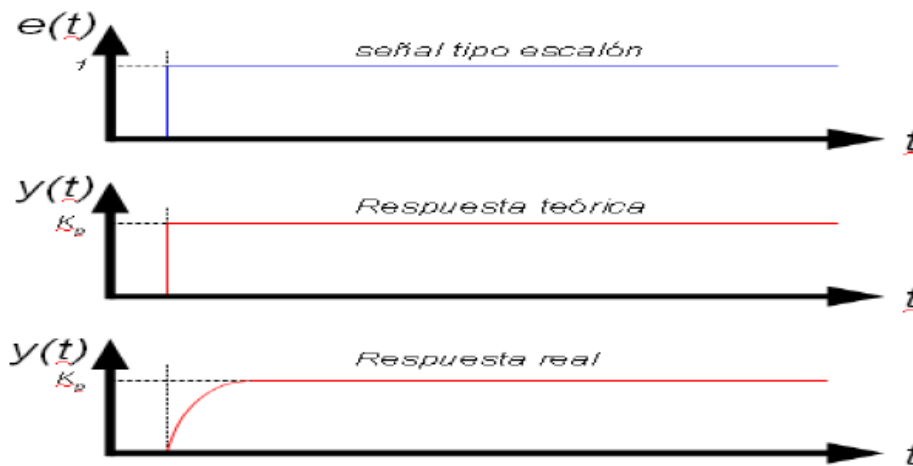 e(t)
señal tipo escalón
1
t
y(t)
Respuesta teórica
Kₚ
t
y(t)
Respuesta real
Kₚ
t